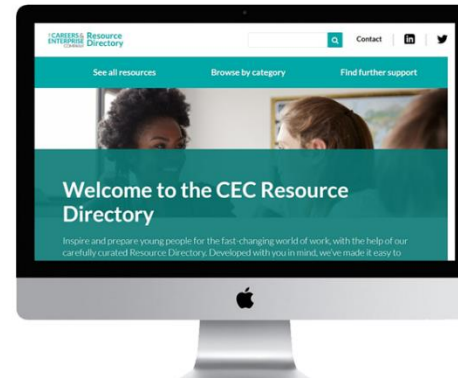 THE CAREERS & ENTERPRISE COMPANY Resource Directory
Contact
See all resources Browse by category Find further support
Welcome to the CEC Resource
Directory
Inspire and prepare young people for the fast-changing world of work, with the help of our
carefully curated Resource Directory. Developed with you in mind, we've made it easy to